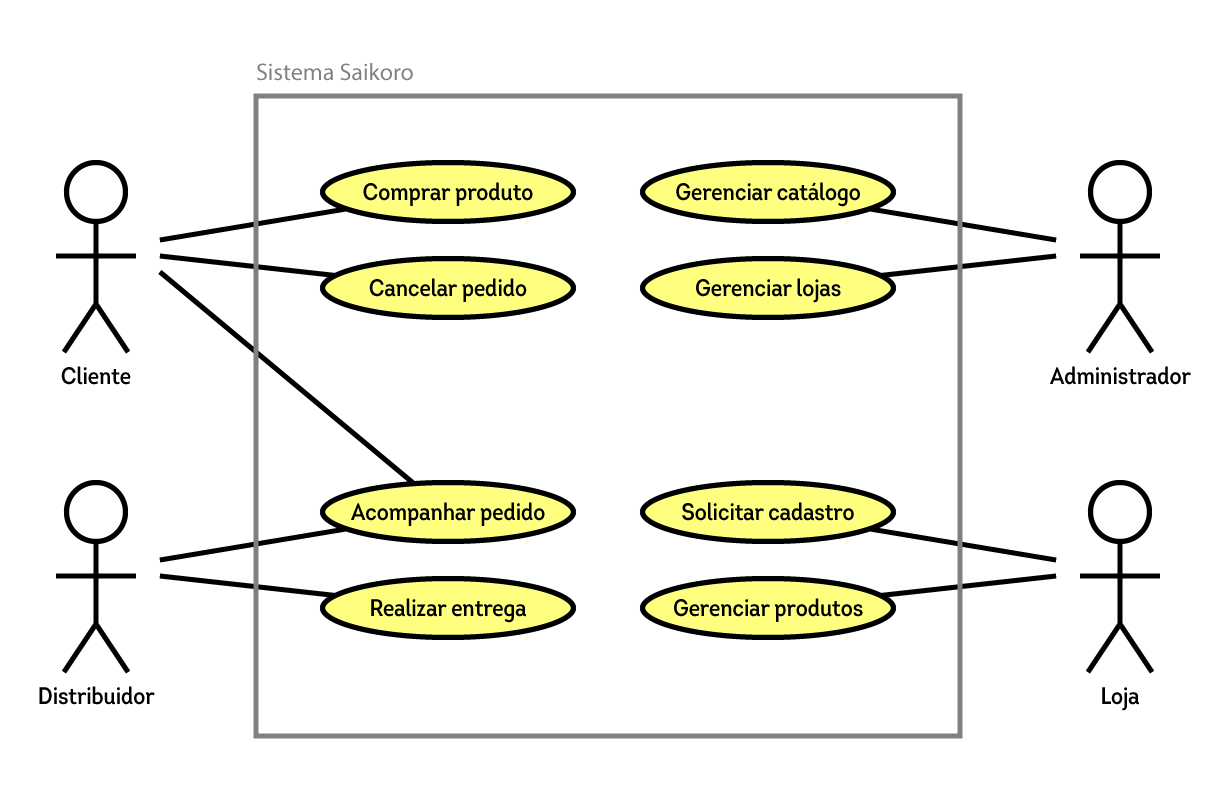 Sistema Saikoro
Comprar produto
Gerenciar catálogo
Cancelar pedido
Gerenciar lojas
Cliente
Administrador
Acompanhar pedido
Solicitar cadastro
Realizar entrega
Gerenciar produtos
Distribuidor
Loja